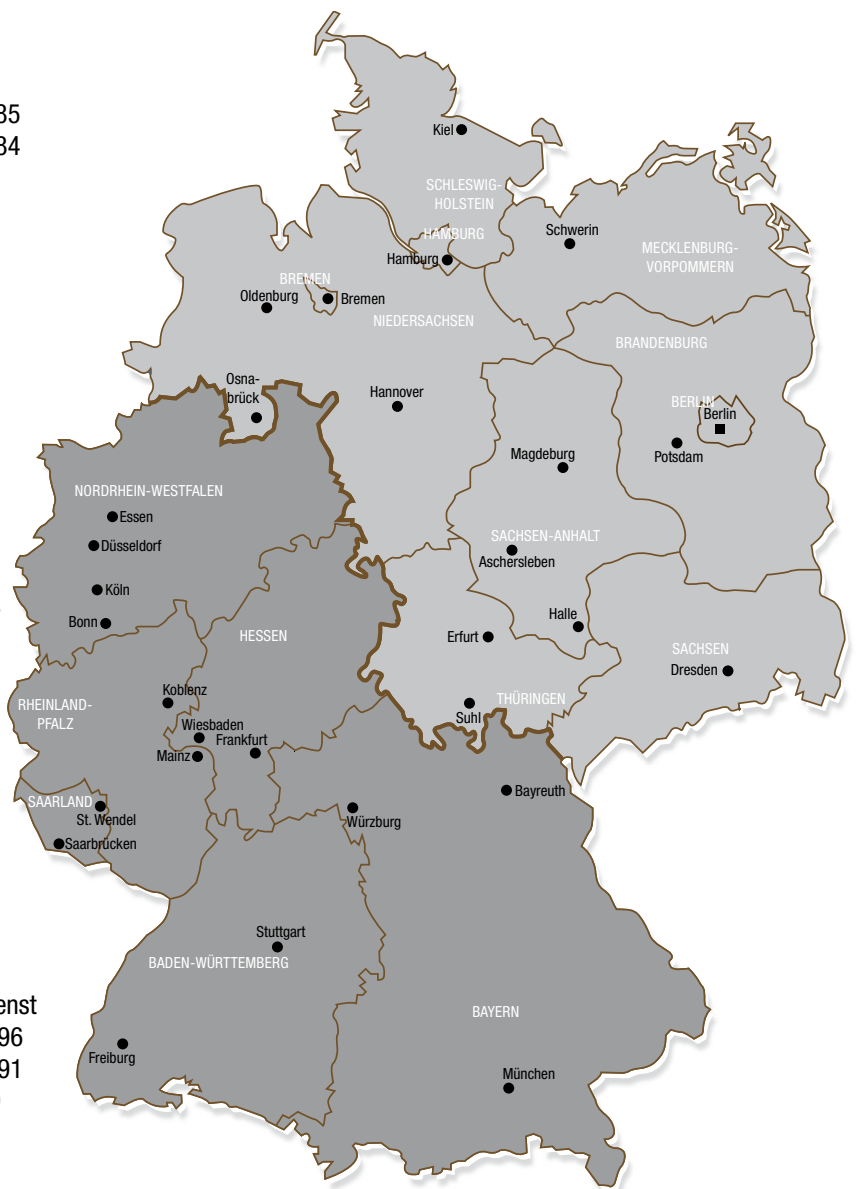 35
34
Kiel
SCHLESWIG-
HOLSTEIN
HAMBURG
Hamburg
Schwerin
MECKLENBURG-
VORPOMMERN
BREMEN
Oldenburg
Bremen
NIEDERSACHSEN
BRANDENBURG
Osna-
brück
Hannover
BERLIN
Berlin
Potsdam
Magdeburg
NORDRHEIN-WESTFALEN
Essen
Düsseldorf
Köln
Bonn
SACHSEN-ANHALT
Aschersleben
Halle
HESSEN
Erfurt
SACHSEN
Dresden
RHEINLAND-
PFALZ
Koblenz
Wiesbaden
Frankfurt
Mainz
THÜRINGEN
Suhl
SAARLAND
St. Wendel
Saarbrücken
Würzburg
Bayreuth
Stuttgart
BADEN-WÜRTTEMBERG
enst
96
91
BAYERN
Freiburg
München